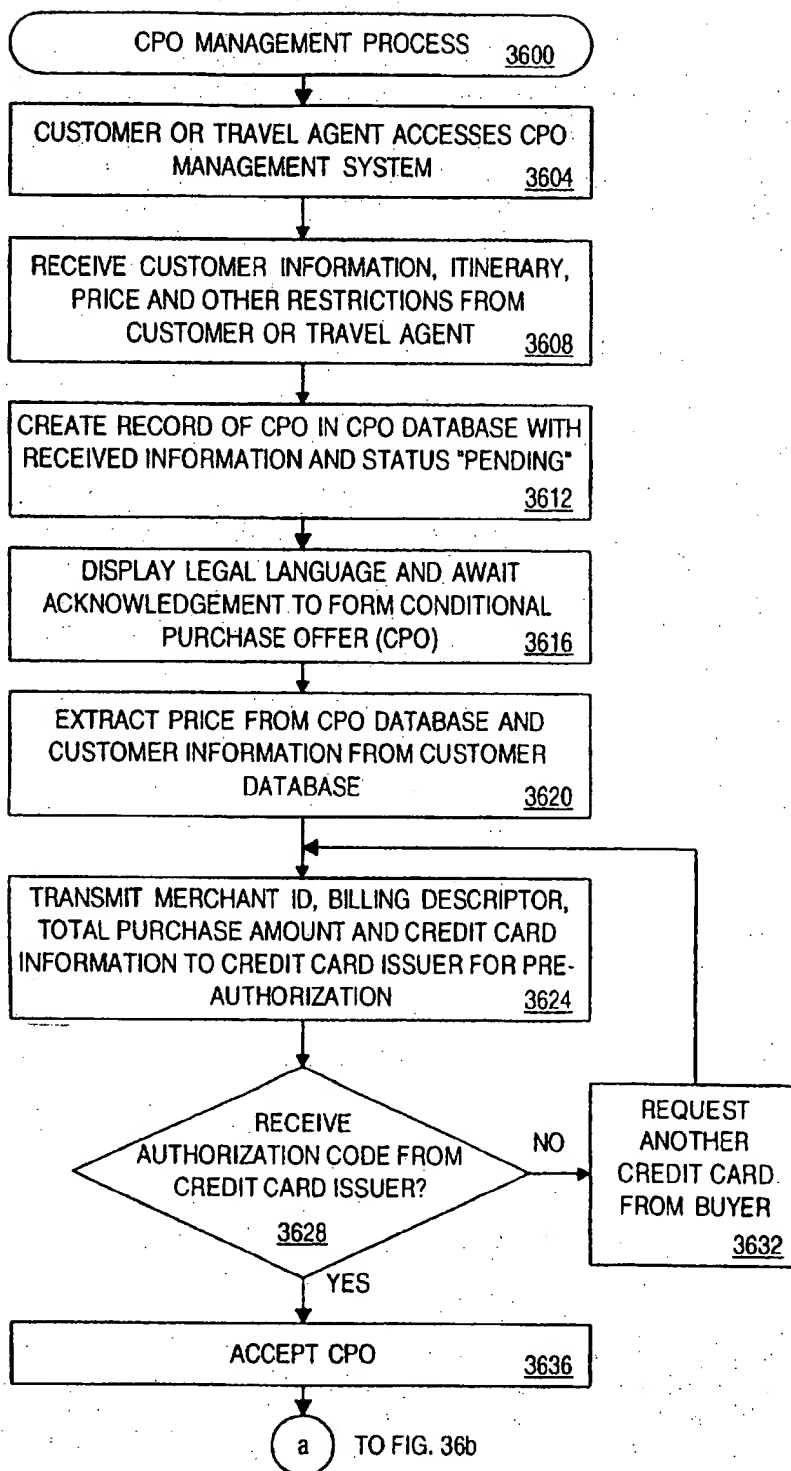 CPO MANAGEMENT PROCESS 3600
CUSTOMER OR TRAVEL AGENT ACCESSES CPO
MANAGEMENT SYSTEM 3604
RECEIVE CUSTOMER INFORMATION, ITINERARY,
PRICE AND OTHER RESTRICTIONS FROM
CUSTOMER OR TRAVEL AGENT 3608
CREATE RECORD OF CPO IN CPO DATABASE WITH
RECEIVED INFORMATION AND STATUS "PENDING"
3612
DISPLAY LEGAL LANGUAGE AND AWAIT
ACKNOWLEDGEMENT TO FORM CONDITIONAL
PURCHASE OFFER (CPO) 3616
EXTRACT PRICE FROM CPO DATABASE AND
CUSTOMER INFORMATION FROM CUSTOMER
DATABASE 3620
TRANSMIT MERCHANT ID, BILLING DESCRIPTOR,
TOTAL PURCHASE AMOUNT AND CREDIT CARD
INFORMATION TO CREDIT CARD ISSUER FOR PRE-
AUTHORIZATION 3624
RECEIVE
AUTHORIZATION CODE FROM
CREDIT CARD ISSUER?
3628
NO
REQUEST
ANOTHER
CREDIT CARD
FROM BUYER
3632
YES
ACCEPT CPO 3636
a TO FIG. 36b